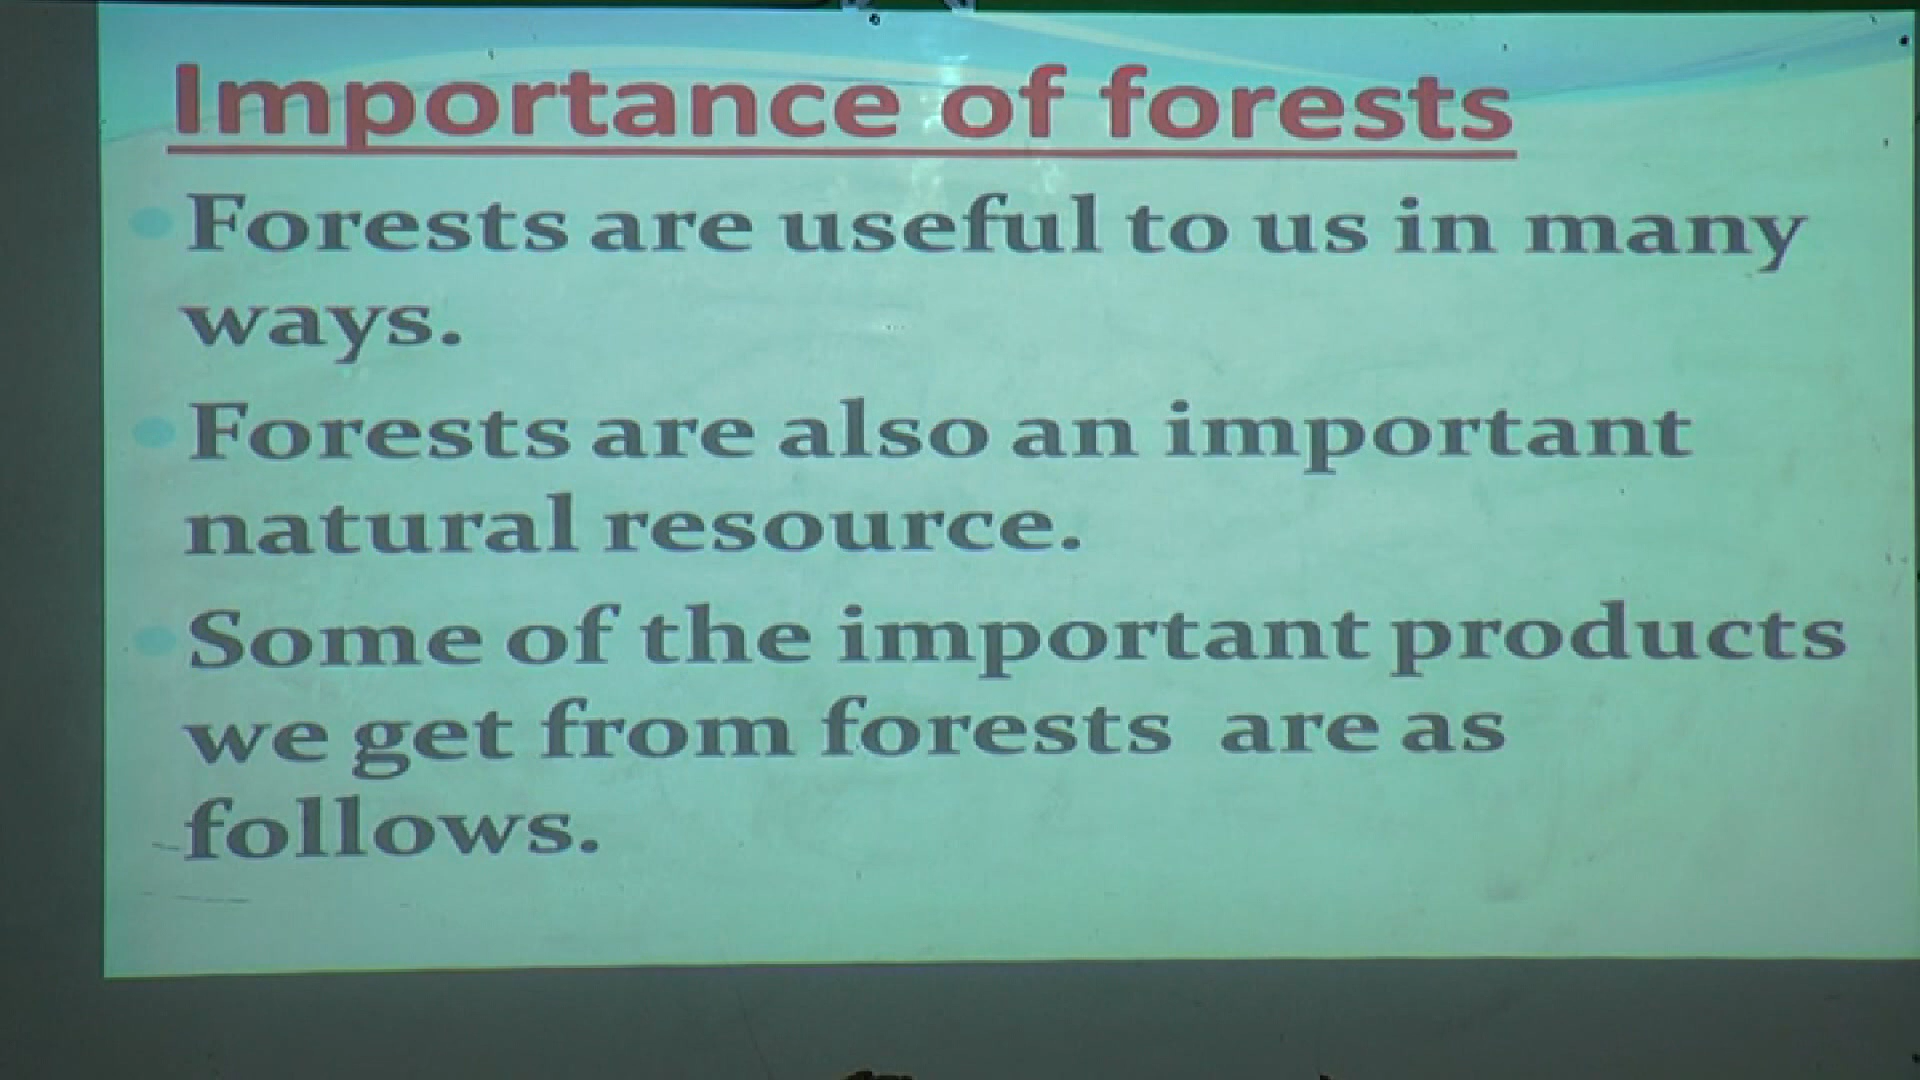 Importance of forests
Forests are useful to us in many
ways.
Forests are also an important
natural resource.
Some of the important products
we get from forests are as
follows.